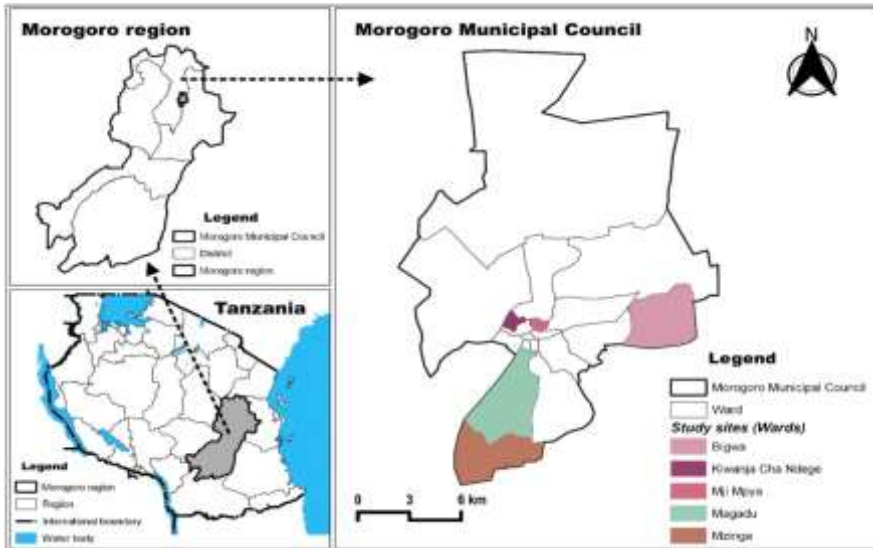 Morogoro region
Legend
Morogoro Municipal Council
District
Morogoro region
Tanzania
Legend
Morogoro region
Region
International boundary
Water body
Morogoro Municipal Council
N
Legend
Morogoro Municipal Council
Ward
Study sites (Wards)
Bigwa
Kiwanja Cha Ndege
Mji Mpya
Magadu
Mzinga
0 3 6 km